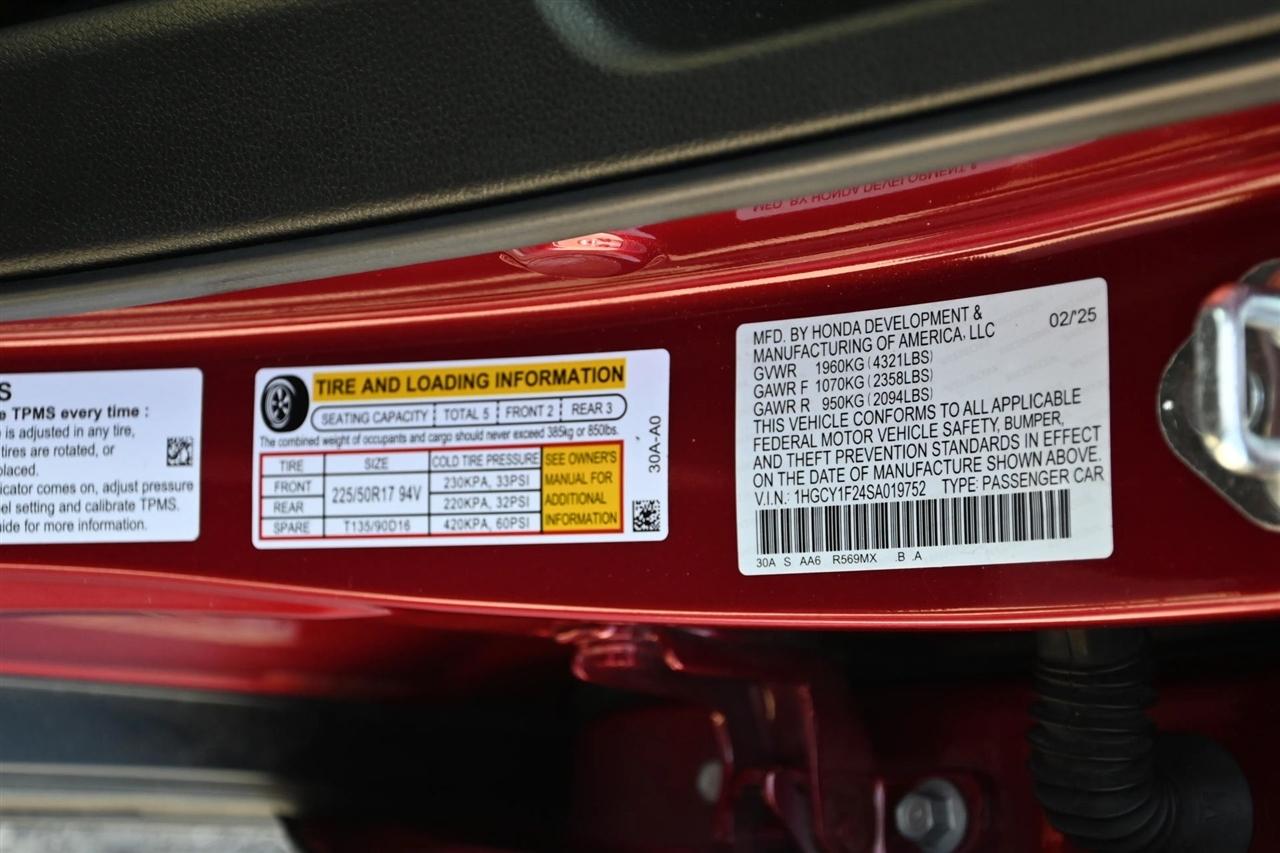 S
e TPMS every time :
e is adjusted in any tire,
tires are rotated, or
placed.
icator comes on, adjust pressure
el setting and calibrate TPMS.
uide for more information.
TIRE AND LOADING INFORMATION
SEATING CAPACITY TOTAL 5 FRONT 2 REAR 3
The combined weight of occupants and cargo should never exceed 385kg or 850lbs.
TIRE SIZE COLD TIRE PRESSURE
FRONT 225/50R17 94V 230KPA, 33PSI
REAR 220KPA, 32PSI
SPARE T135/90D16 420KPA, 60PSI
SEE OWNER'S
MANUAL FOR
ADDITIONAL
INFORMATION
30A-A0
MFD. BY HONDA DEVELOPMENT &
MANUFACTURING OF AMERICA, LLC
02/'25
GVWR 1960KG (4321LBS)
GAWR F 1070KG (2358LBS)
GAWR R 950KG (2094LBS)
THIS VEHICLE CONFORMS TO ALL APPLICABLE
FEDERAL MOTOR VEHICLE SAFETY, BUMPER,
AND THEFT PREVENTION STANDARDS IN EFFECT
ON THE DATE OF MANUFACTURE SHOWN ABOVE.
V.I.N.: 1HGCY1F24SA019752 TYPE: PASSENGER CAR
30A S AA6 R569MX .B .A
MFD. BY HONDA DEVELOPMENT &